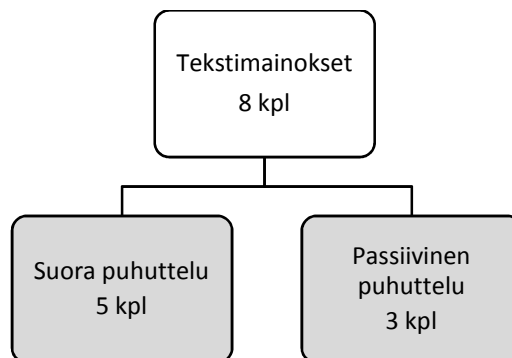 Tekstimainokset
8 kpl
Suora puhuttelu
5 kpl
Passiivinen
puhuttelu
3 kpl